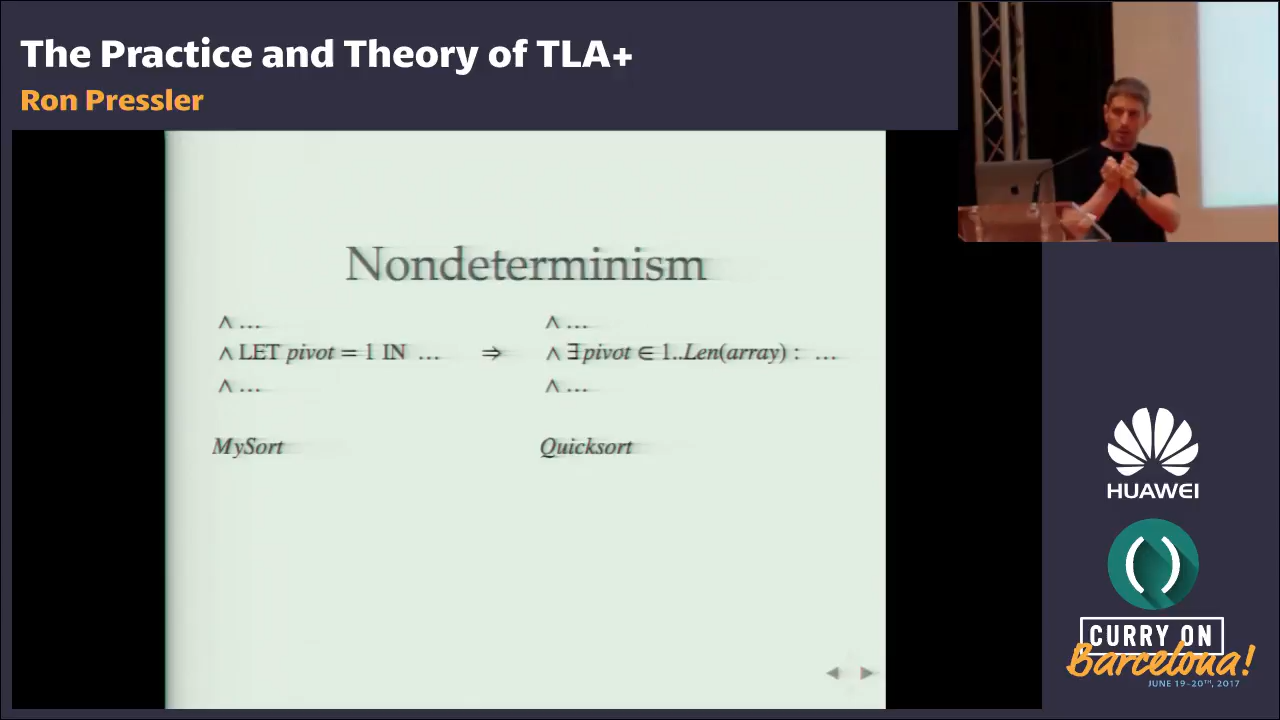 The Practice and Theory of TLA+
Ron Pressler
Nondeterminism
∧ …
∧ LET pivot = 1 IN …
∧ …
⇒
∧ …
∧ ∃ pivot ∈ 1..Len(array) : …
∧ …
MySort
Quicksort
HUAWEI
CURRY ON
Barcelona!
JUNE 19-20TH, 2017